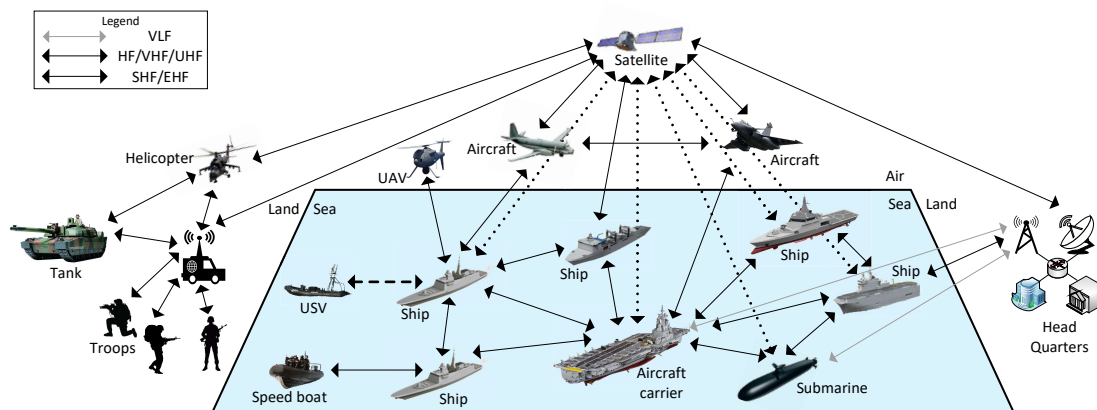 Legend
VLF
HF/VHF/UHF
SHF/EHF
Satellite
Helicopter
UAV
Aircraft
Aircraft
Air
Land
Sea
Sea
Land
Tank
Troops
USV
Ship
Ship
Ship
Ship
Speed boat
Ship
Aircraft
carrier
Submarine
Head
Quarters